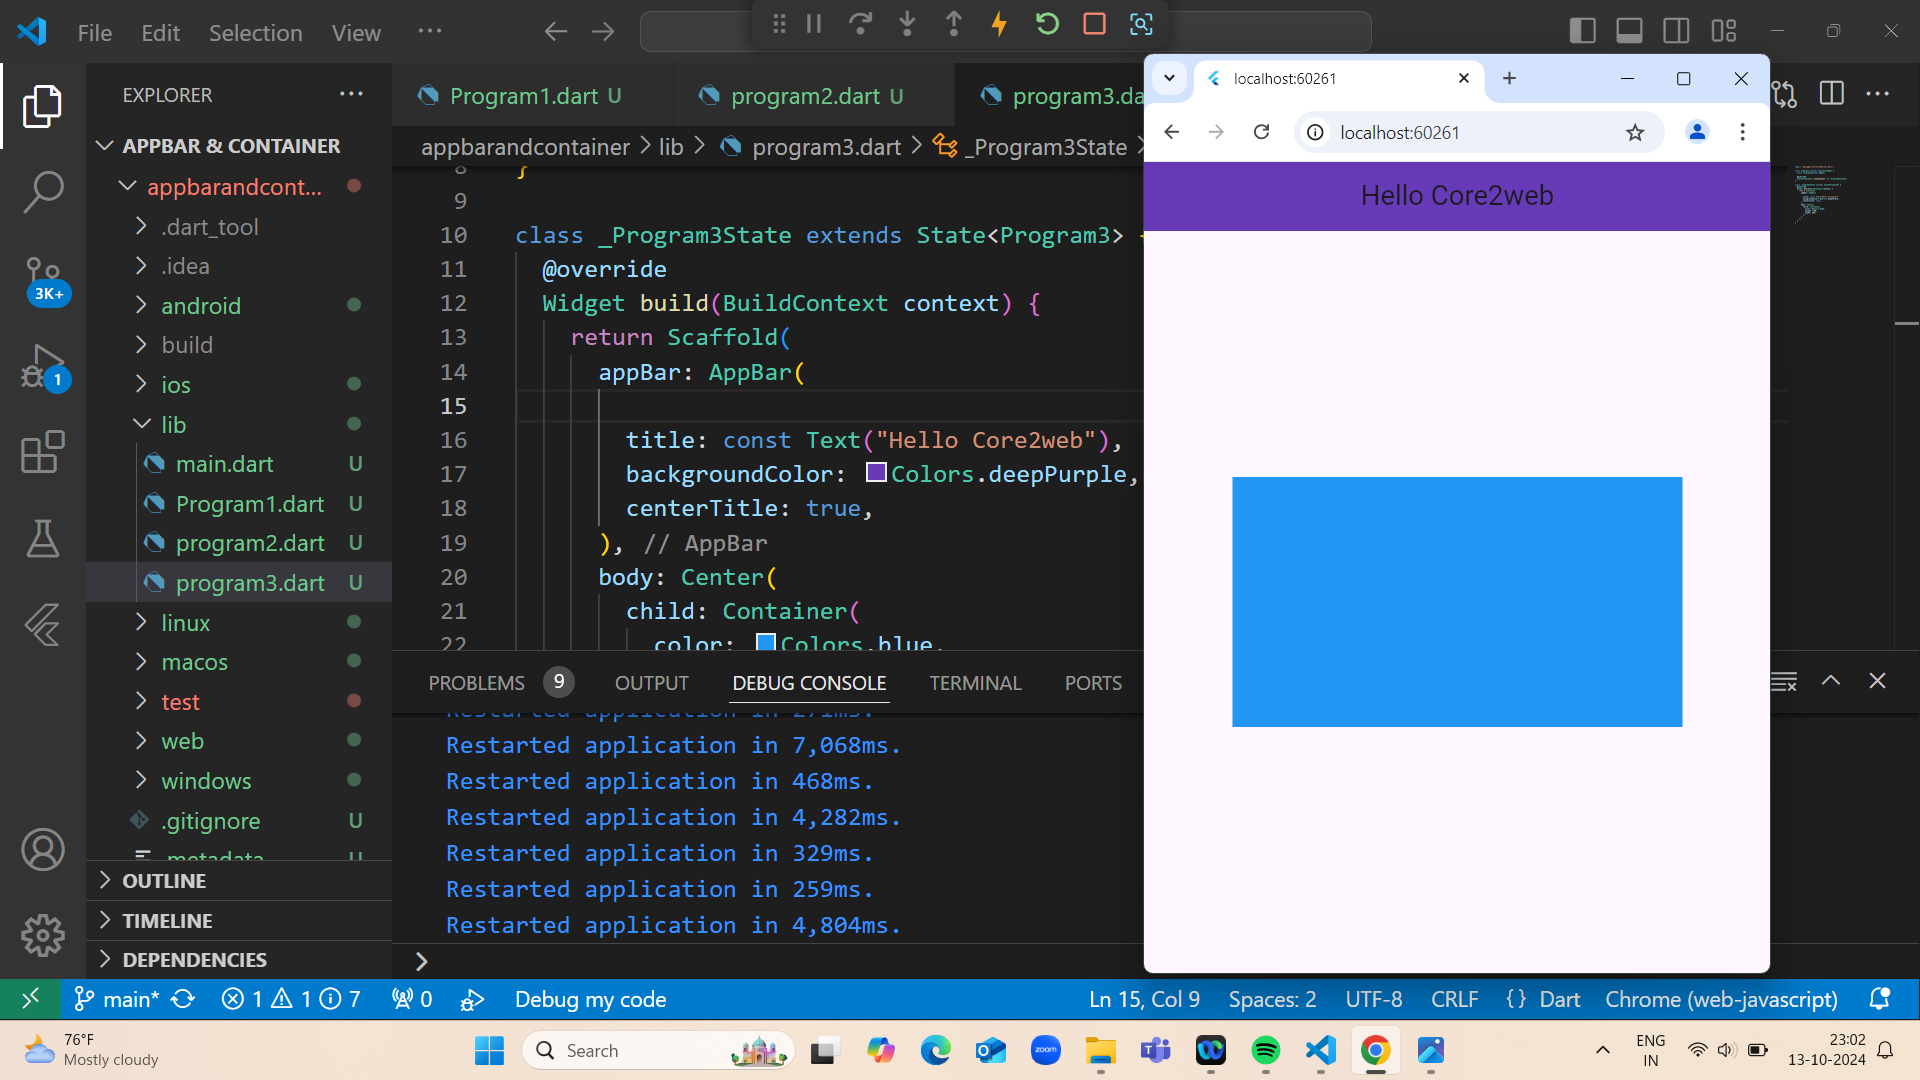 File Edit Selection View ···
EXPLORER
APPBAR & CONTAINER
appbarandcont...
.dart_tool
.idea
android
build
ios
lib
main.dart U
Program1.dart U
program2.dart U
program3.dart U
linux
macos
test
web
windows
.gitignore U
.metadata U
OUTLINE
TIMELINE
DEPENDENCIES
3K+
1
Program1.dart U
program2.dart U
program3.da
appbarandcontainer > lib > program3.dart > _Program3State >
8 }
9
10 class _Program3State extends State<Program3> {
11 @override
12 Widget build(BuildContext context) {
13 return Scaffold(
14 appBar: AppBar(
15
16 title: const Text("Hello Core2web"),
17 backgroundColor: Colors.deepPurple,
18 centerTitle: true,
19 ), // AppBar
20 body: Center(
21 child: Container(
22 color: Colors.blue,
PROBLEMS 9 OUTPUT DEBUG CONSOLE TERMINAL PORTS
Restarted application in 271ms.
Restarted application in 7,068ms.
Restarted application in 468ms.
Restarted application in 4,282ms.
Restarted application in 329ms.
Restarted application in 259ms.
Restarted application in 4,804ms.
>
localhost:60261
localhost:60261
Hello Core2web
main* 1 1 7 0 Debug my code
Ln 15, Col 9 Spaces: 2 UTF-8 CRLF {} Dart Chrome (web-javascript)
76°F
Mostly cloudy
Search
zoom
ENG
IN
23:02
13-10-2024